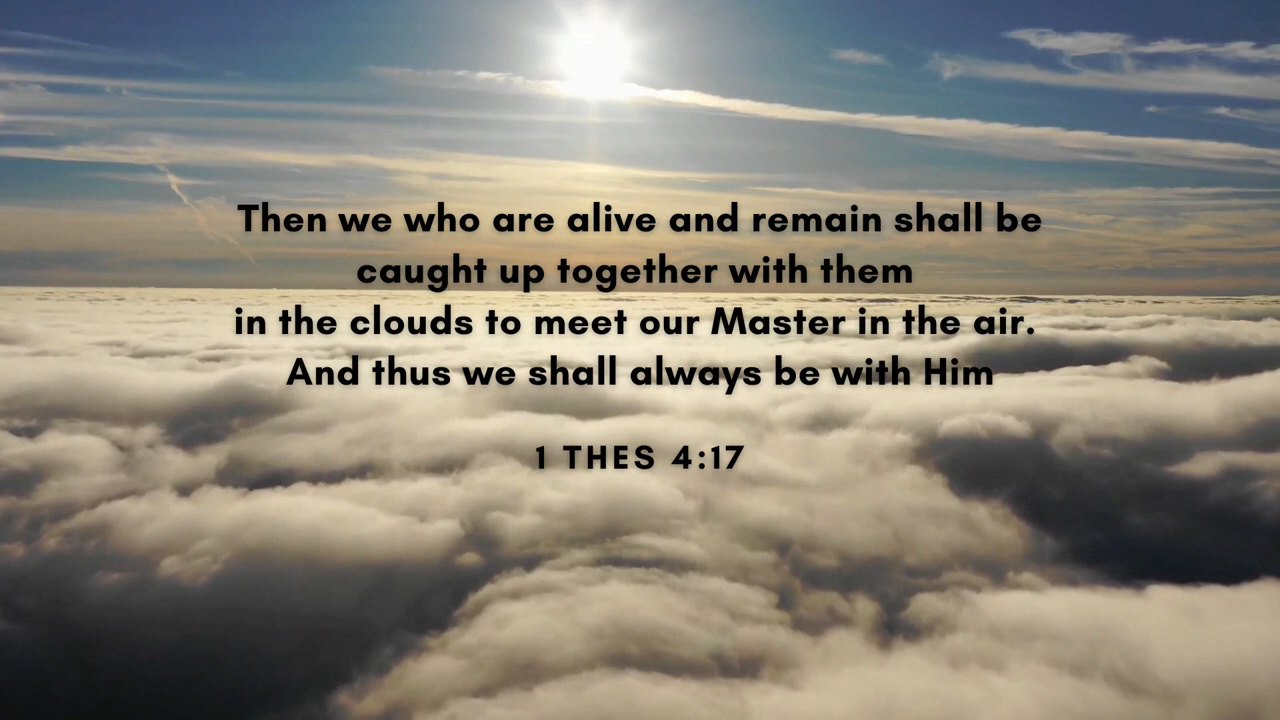 Then we who are alive and remain shall be
caught up together with them
in the clouds to meet our Master in the air.
And thus we shall always be with Him
1 THES 4:17